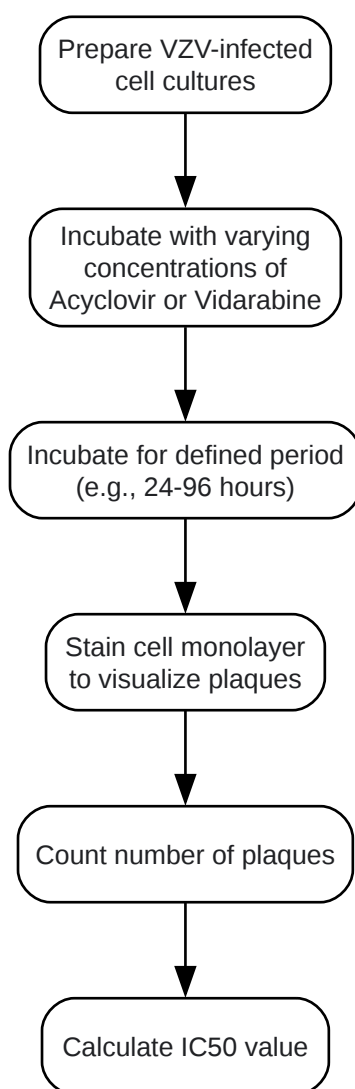 Prepare VZV-infected
cell cultures
Incubate with varying
concentrations of
Acyclovir or Vidarabine
Incubate for defined period
(e.g., 24-96 hours)
Stain cell monolayer
to visualize plaques
Count number of plaques
Calculate IC50 value